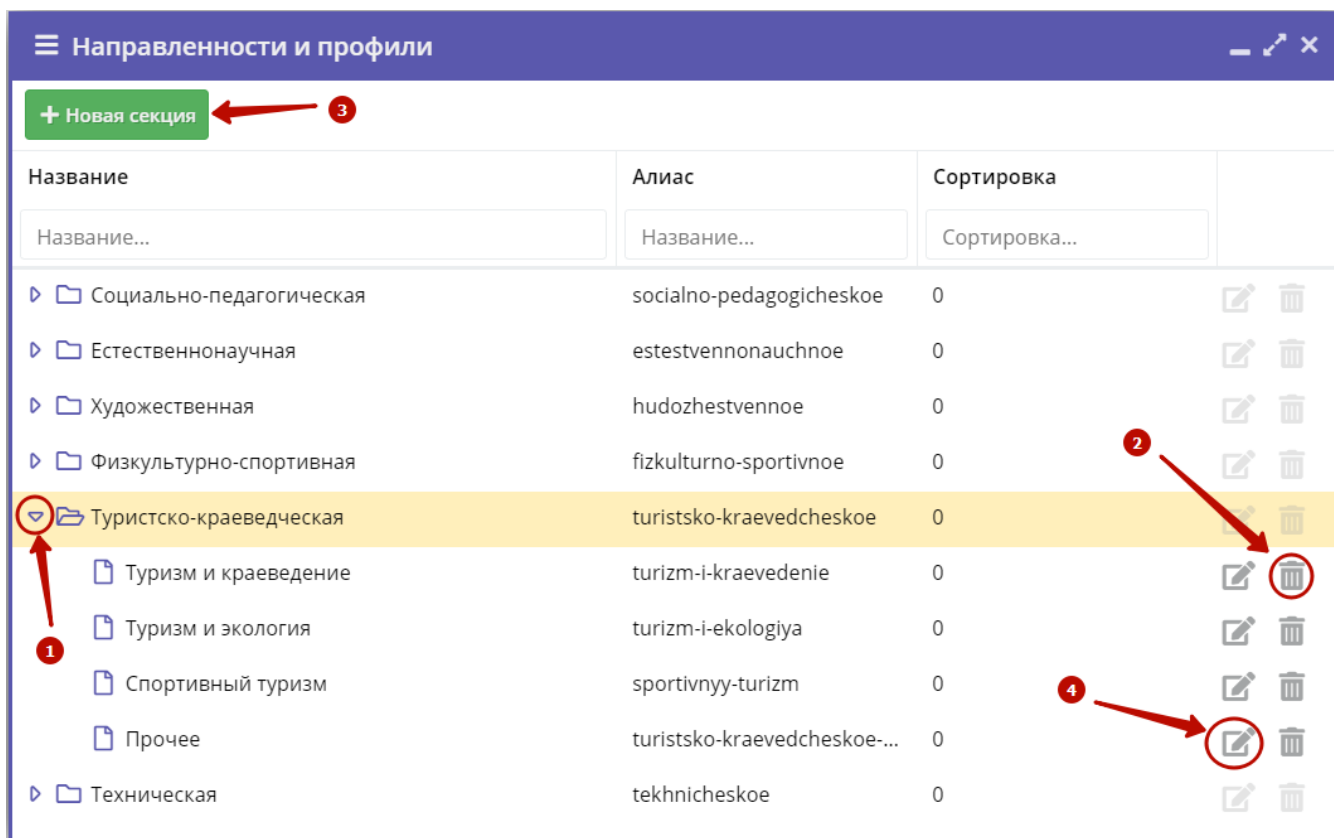 Направленности и профили
+ Новая секция
3
Название Алиас Сортировка
Название... Название... Сортировка...
Социально-педагогическая socialno-pedagogicheskoe 0
Естественнонаучная estestvennonauchnoe 0
Художественная hudozhestvennoe 0
2
Физкультурно-спортивная fizkulturno-sportivnoe 0
Туристско-краеведческая turistsko-kraevedcheskoe 0
Туризм и краеведение turizm-i-kraevedenie 0
Туризм и экология turizm-i-ekologiya 0
1
Спортивный туризм sportivnyy-turizm 0
4
Прочее turistsko-kraevedcheskoe-... 0
Техническая tekhnicheskoe 0